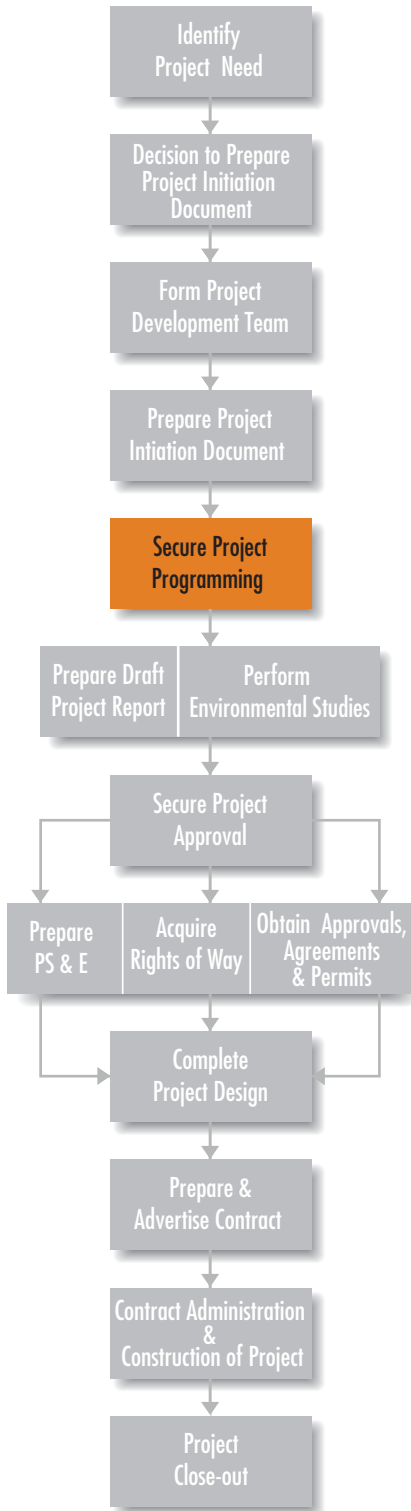 Identify
Project Need
Decision to Prepare
Project Initiation
Document
Form Project
Development Team
Prepare Project
Intiation Document
Secure Project
Programming
Prepare Draft
Project Report
Perform
Environmental Studies
Secure Project
Approval
Prepare
PS & E
Acquire
Rights of Way
Obtain Approvals,
Agreements
& Permits
Complete
Project Design
Prepare &
Advertise Contract
Contract Administration
&
Construction of Project
Project
Close-out